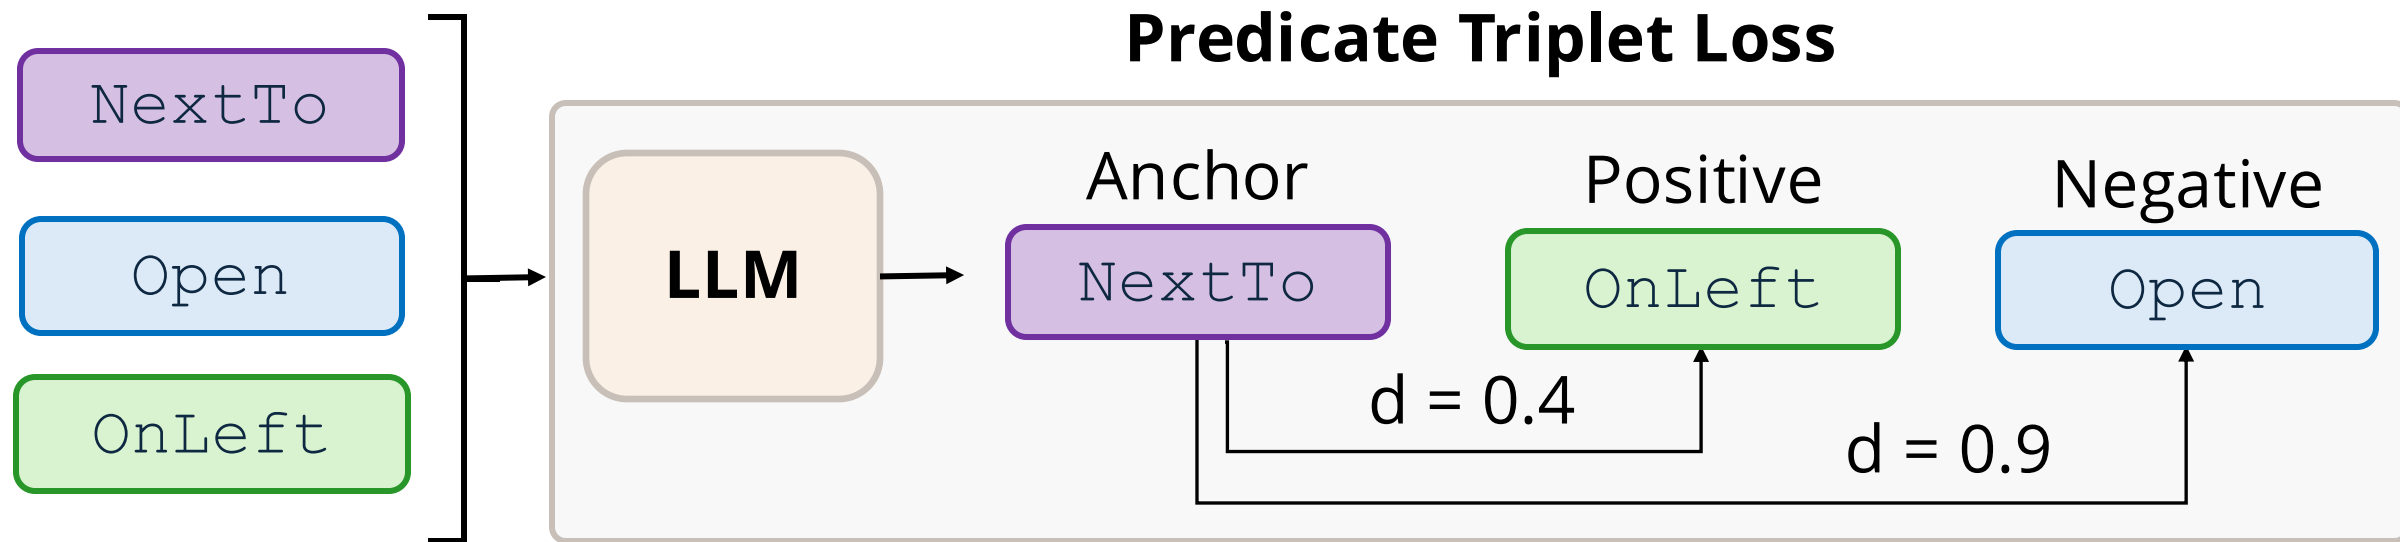 Predicate Triplet Loss
NextTo
Open
OnLeft
LLM
Anchor
NextTo
Positive
OnLeft
Negative
Open
d = 0.4
d = 0.9